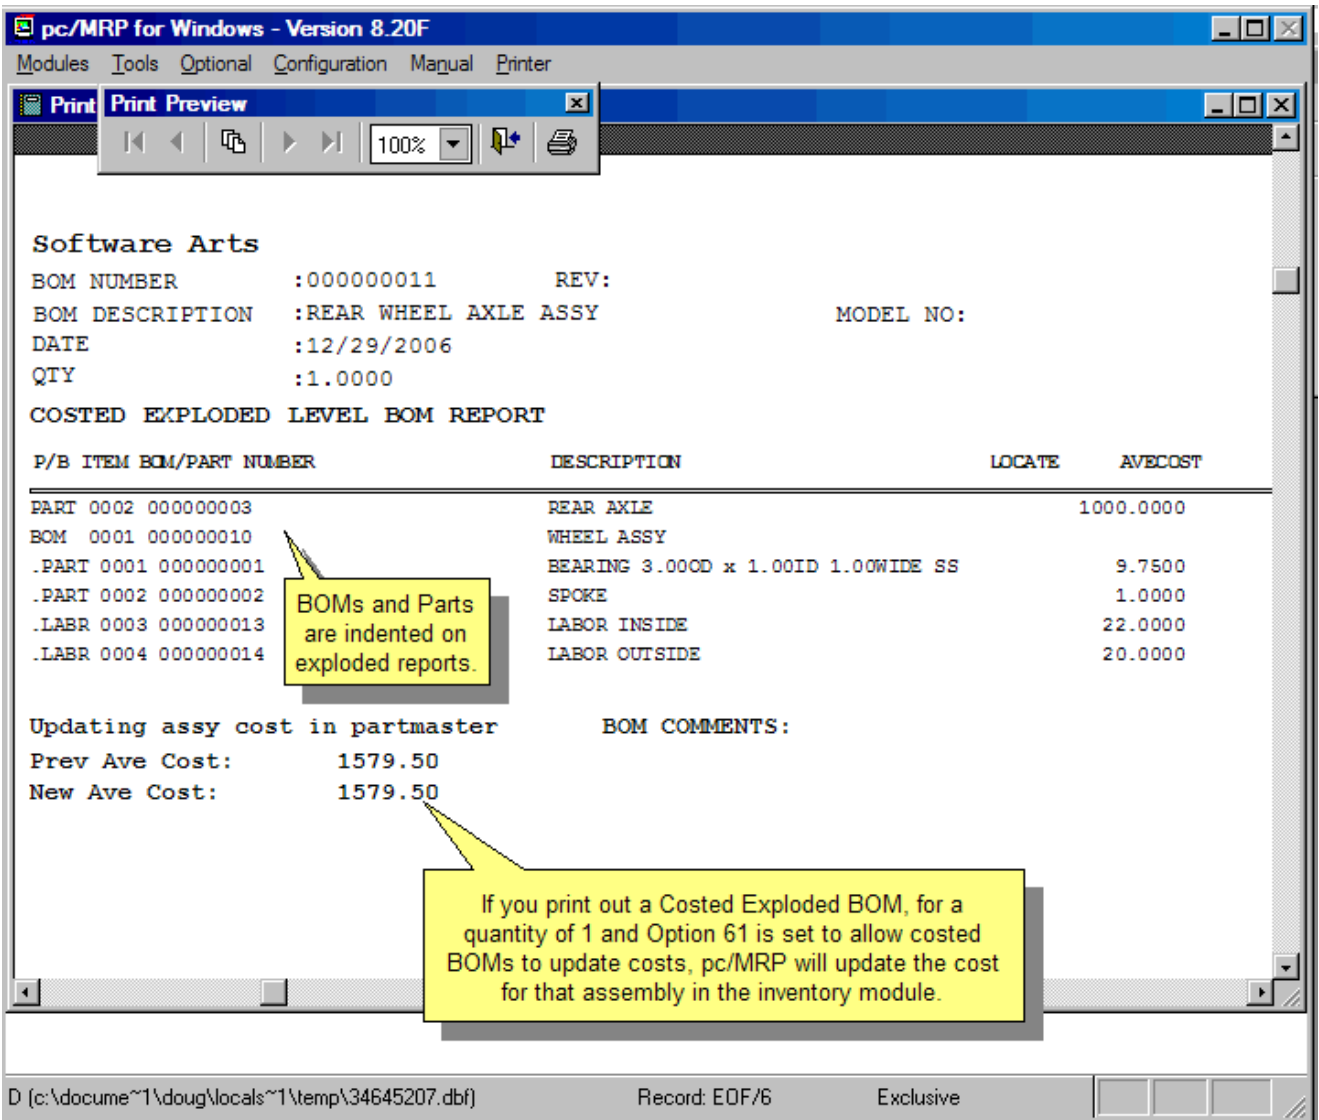 pc/MRP for Windows - Version 8.20F
Modules Tools Optional Configuration Manual Printer
Print Print Preview
100%
Software Arts
BOM NUMBER :000000011 REV:
BOM DESCRIPTION :REAR WHEEL AXLE ASSY MODEL NO:
DATE :12/29/2006
QTY :1.0000
COSTED EXPLODED LEVEL BOM REPORT
P/B ITEM BOM/PART NUMBER DESCRIPTION LOCATE AVECOST
PART 0002 000000003 REAR AXLE 1000.0000
BOM 0001 000000010 WHEEL ASSY
.PART 0001 000000001 BEARING 3.00OD x 1.00ID 1.00WIDE SS 9.7500
.PART 0002 000000002 SPOKE 1.0000
.LABR 0003 000000013 LABOR INSIDE 22.0000
.LABR 0004 000000014 LABOR OUTSIDE 20.0000
BOMs and Parts
are indented on
exploded reports.
Updating assy cost in partmaster BOM COMMENTS:
Prev Ave Cost: 1579.50
New Ave Cost: 1579.50
If you print out a Costed Exploded BOM, for a
quantity of 1 and Option 61 is set to allow costed
BOMs to update costs, pc/MRP will update the cost
for that assembly in the inventory module.
D (c:\docume~1\doug\locals~1\temp\34645207.dbf) Record: EOF/6 Exclusive